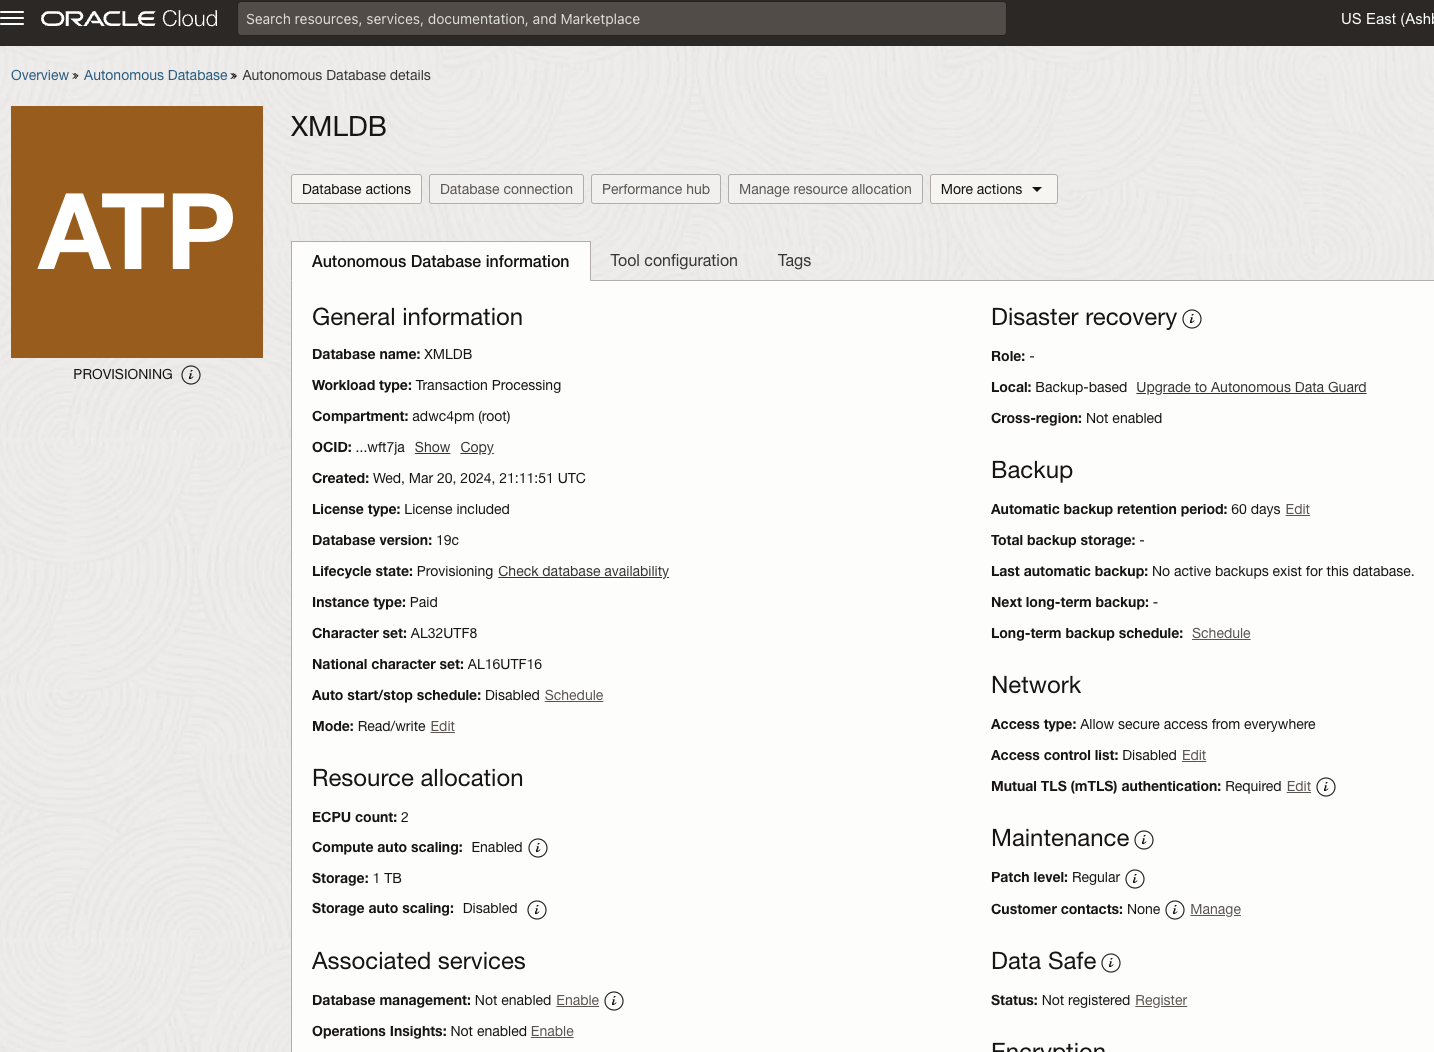 ORACLE Cloud
Search resources, services, documentation, and Marketplace
US East (Ashb
Overview » Autonomous Database » Autonomous Database details
ATP
PROVISIONING
XMLDB
Database actions
Database connection
Performance hub
Manage resource allocation
More actions
Autonomous Database information
Tool configuration
Tags
General information
Database name: XMLDB
Workload type: Transaction Processing
Compartment: adwc4pm (root)
OCID: ...wft7ja Show Copy
Created: Wed, Mar 20, 2024, 21:11:51 UTC
License type: License included
Database version: 19c
Lifecycle state: Provisioning Check database availability
Instance type: Paid
Character set: AL32UTF8
National character set: AL16UTF16
Auto start/stop schedule: Disabled Schedule
Mode: Read/write Edit
Resource allocation
ECPU count: 2
Compute auto scaling: Enabled
Storage: 1 TB
Storage auto scaling: Disabled
Associated services
Database management: Not enabled Enable
Operations Insights: Not enabled Enable
Disaster recovery
Role: -
Local: Backup-based Upgrade to Autonomous Data Guard
Cross-region: Not enabled
Backup
Automatic backup retention period: 60 days Edit
Total backup storage: -
Last automatic backup: No active backups exist for this database.
Next long-term backup: -
Long-term backup schedule: Schedule
Network
Access type: Allow secure access from everywhere
Access control list: Disabled Edit
Mutual TLS (mTLS) authentication: Required Edit
Maintenance
Patch level: Regular
Customer contacts: None Manage
Data Safe
Status: Not registered Register
Encryption